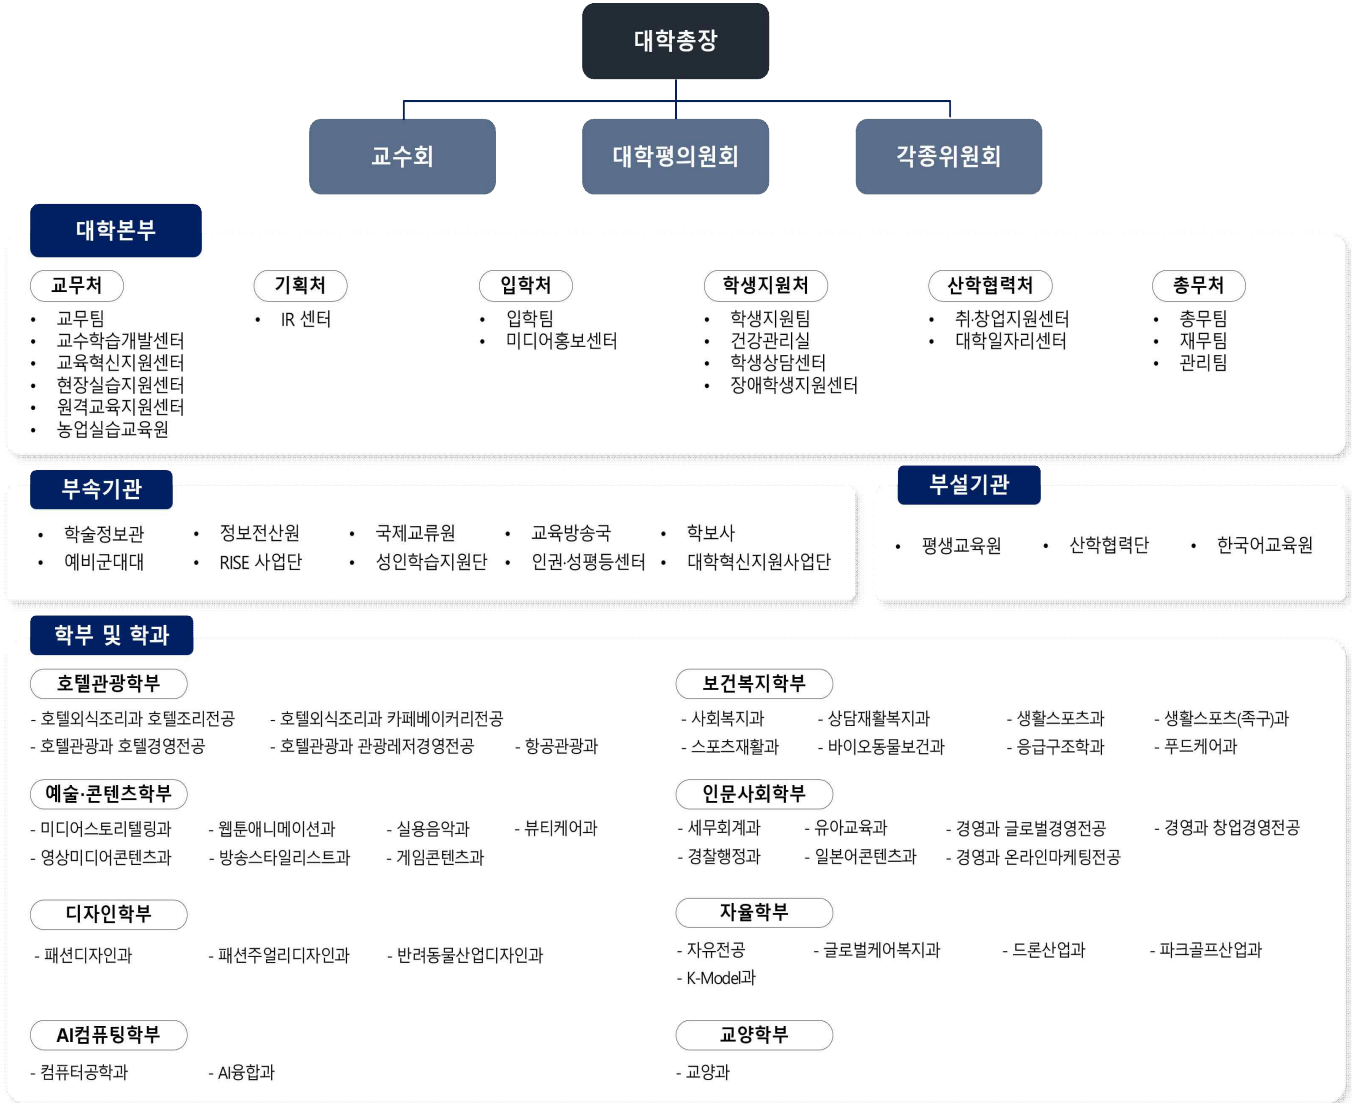 대학총장
교수회
대학평의원회
각종위원회
대학본부
교무처
• 교무팀
• 교수학습개발센터
• 교육혁신지원센터
• 현장실습지원센터
• 원격교육지원센터
• 농업실습교육원
기획처
• IR 센터
입학처
• 입학팀
• 미디어홍보센터
학생지원처
• 학생지원팀
• 건강관리실
• 학생상담센터
• 장애학생지원센터
산학협력처
• 취·창업지원센터
• 대학일자리센터
총무처
• 총무팀
• 재무팀
• 관리팀
부속기관
• 학술정보관 • 정보전산원 • 국제교류원 • 교육방송국 • 학보사
• 예비군대대 • RISE 사업단 • 성인학습지원단 • 인권·성평등센터 • 대학혁신지원사업단
부설기관
• 평생교육원 • 산학협력단 • 한국어교육원
학부 및 학과
호텔관광학부
- 호텔외식조리과 호텔조리전공 - 호텔외식조리과 카페베이커리전공
- 호텔관광과 호텔경영전공 - 호텔관광과 관광레저경영전공 - 항공관광과
보건복지학부
- 사회복지과 - 상담재활복지과 - 생활스포츠과 - 생활스포츠(족구)과
- 스포츠재활과 - 바이오동물보건과 - 응급구조학과 - 푸드케어과
예술·콘텐츠학부
- 미디어스토리텔링과 - 웹툰애니메이션과 - 실용음악과 - 뷰티케어과
- 영상미디어콘텐츠과 - 방송스타일리스트과 - 게임콘텐츠과
인문사회학부
- 세무회계과 - 유아교육과 - 경영과 글로벌경영전공 - 경영과 창업경영전공
- 경찰행정과 - 일본어콘텐츠과 - 경영과 온라인마케팅전공
디자인학부
- 패션디자인과 - 패션주얼리디자인과 - 반려동물산업디자인과
자율학부
- 자유전공 - 글로벌케어복지과 - 드론산업과 - 파크골프산업과
- K-Model과
AI컴퓨팅학부
- 컴퓨터공학과 - AI융합과
교양학부
- 교양과